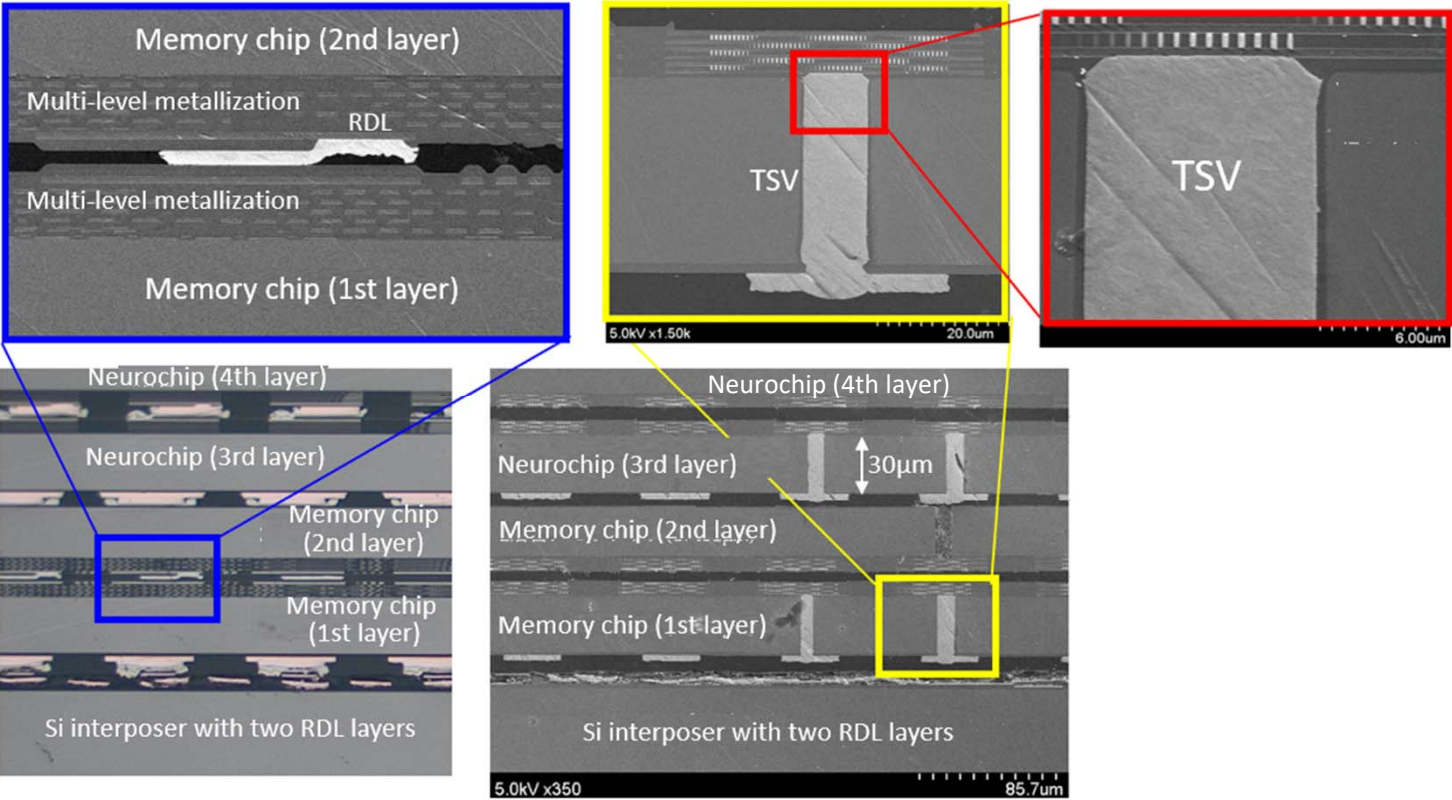 Memory chip (2nd layer)
Multi-level metallization
RDL
Multi-level metallization
Memory chip (1st layer)
TSV
5.0kV x1.50k
20.0um
TSV
6.00um
Neurochip (4th layer)
Neurochip (3rd layer)
Memory chip
(2nd layer)
Memory chip
(1st layer)
Si interposer with two RDL layers
Neurochip (4th layer)
Neurochip (3rd layer)
30μm
Memory chip (2nd layer)
Memory chip (1st layer)
Si interposer with two RDL layers
5.0kV x350
85.7um